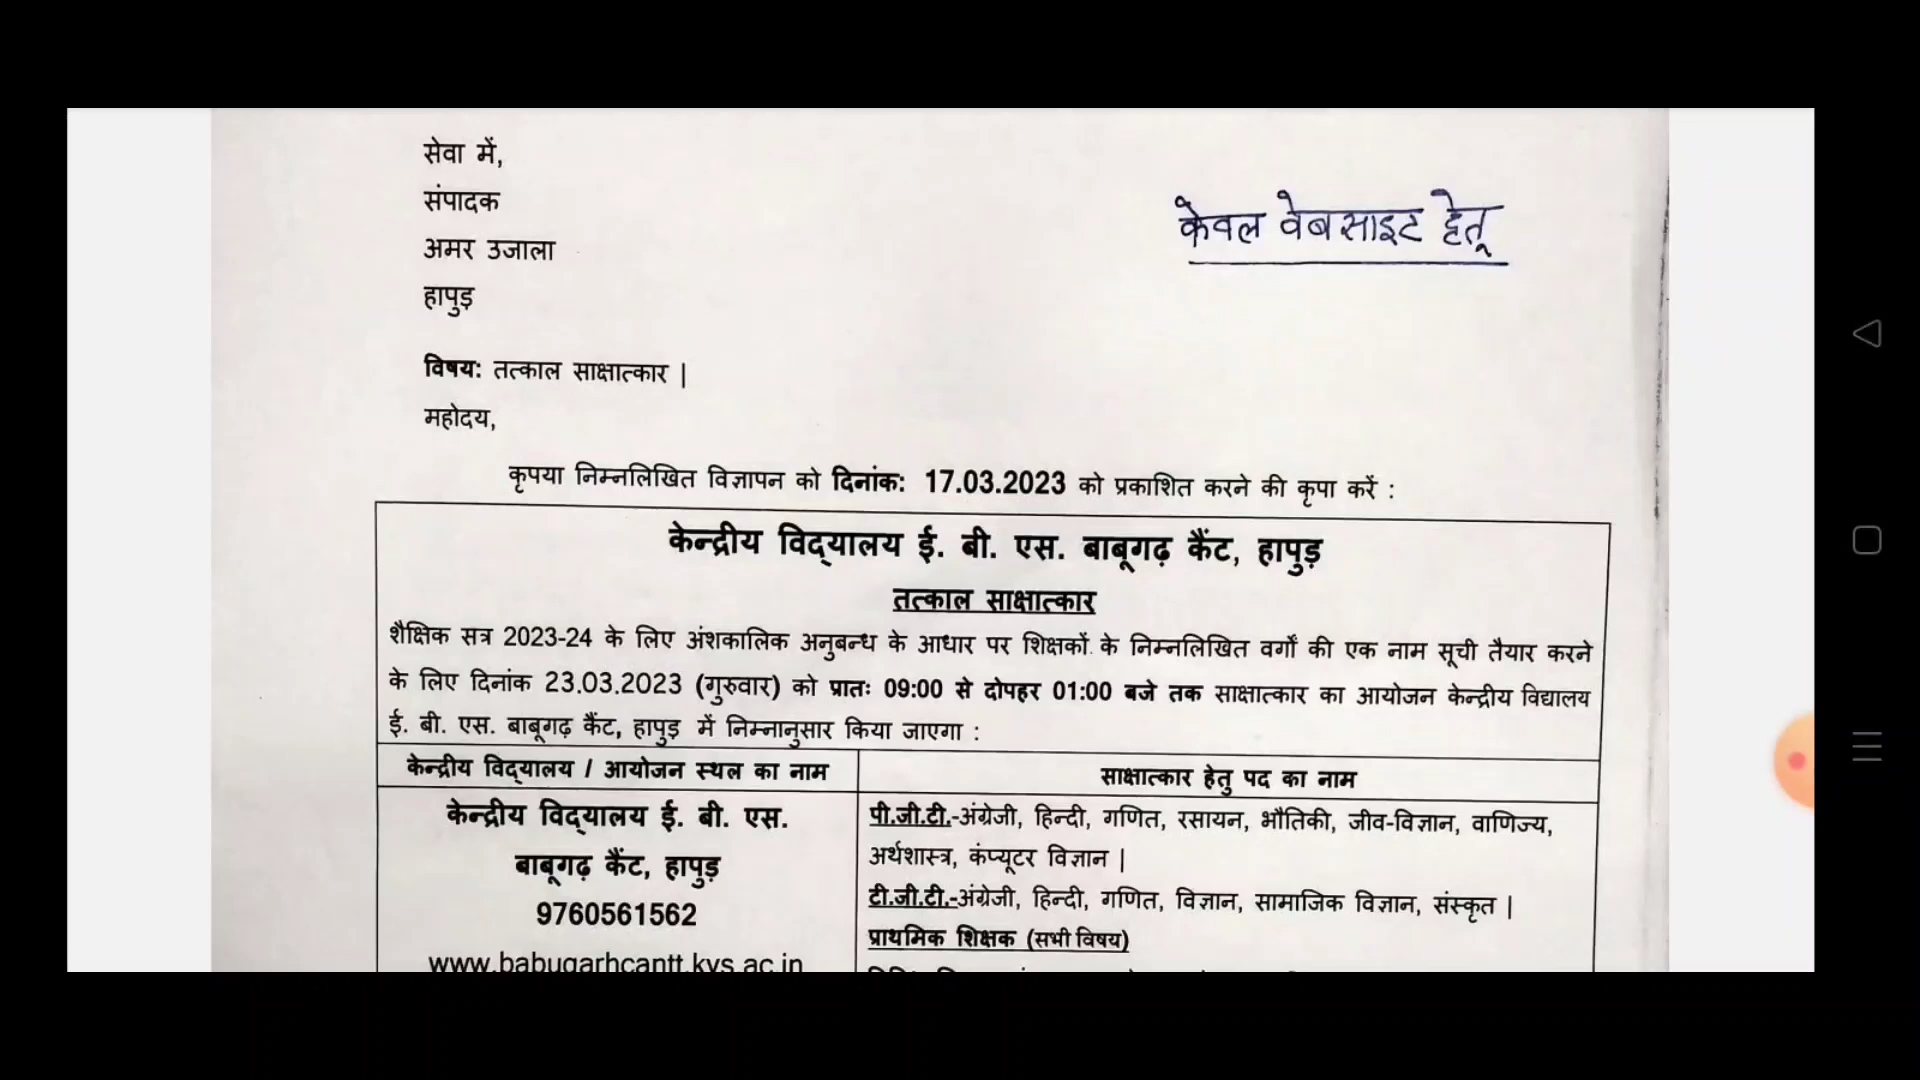 सेवा में,
संपादक
अमर उजाला
हापुड़
केवल वेबसाइट हेतू
विषय: तत्काल साक्षात्कार |
महोदय,
कृपया निम्नलिखित विज्ञापन को दिनांक: 17.03.2023 को प्रकाशित करने की कृपा करें :
केन्द्रीय विद्यालय ई. बी. एस. बाबूगढ़ कैंट, हापुड़
तत्काल साक्षात्कार
शैक्षिक सत्र 2023-24 के लिए अंशकालिक अनुबन्ध के आधार पर शिक्षकों के निम्नलिखित वर्गों की एक नाम सूची तैयार करने
के लिए दिनांक 23.03.2023 (गुरुवार) को प्रातः 09:00 से दोपहर 01:00 बजे तक साक्षात्कार का आयोजन केन्द्रीय विद्यालय
ई. बी. एस. बाबूगढ़ कैंट, हापुड़ में निम्नानुसार किया जाएगा :
केन्द्रीय विद्यालय / आयोजन स्थल का नाम
साक्षात्कार हेतु पद का नाम
केन्द्रीय विद्यालय ई. बी. एस.
बाबूगढ़ कैंट, हापुड़
9760561562
www.babugarhcantt.kvs.ac.in
पी.जी.टी.-अंग्रेजी, हिन्दी, गणित, रसायन, भौतिकी, जीव-विज्ञान, वाणिज्य,
अर्थशास्त्र, कंप्यूटर विज्ञान |
टी.जी.टी.-अंग्रेजी, हिन्दी, गणित, विज्ञान, सामाजिक विज्ञान, संस्कृत |
प्राथमिक शिक्षक (सभी विषय)